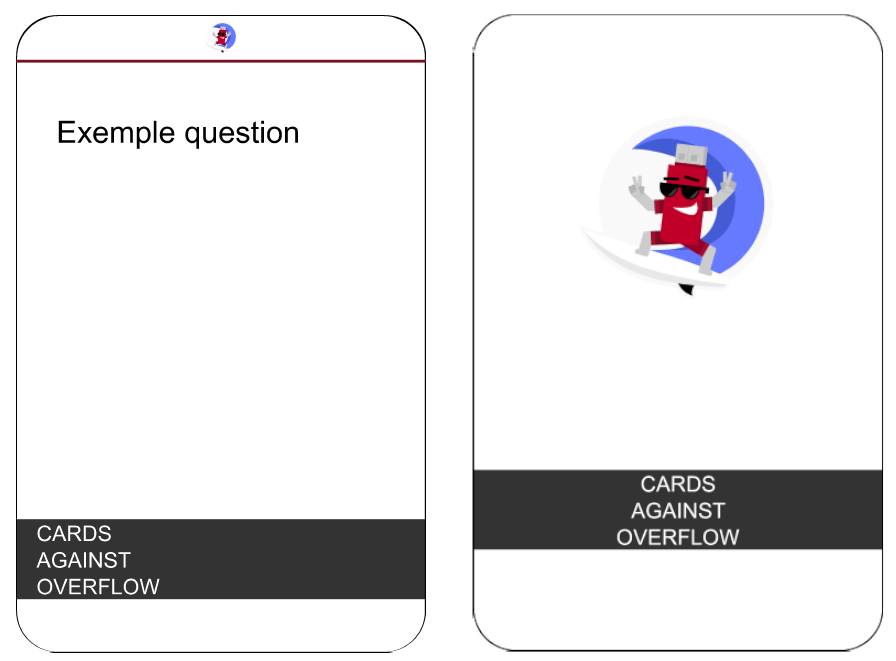 Exemple question
CARDS
AGAINST
OVERFLOW
CARDS
AGAINST
OVERFLOW